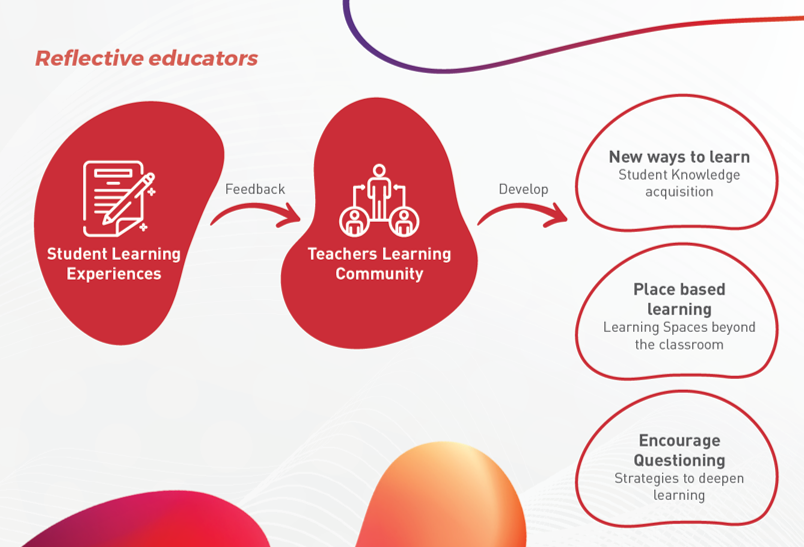 Reflective educators
Student Learning
Experiences
Feedback
Teachers Learning
Community
Develop
New ways to learn
Student Knowledge
acquisition
Place based
learning
Learning Spaces beyond
the classroom
Encourage
Questioning
Strategies to deepen
learning